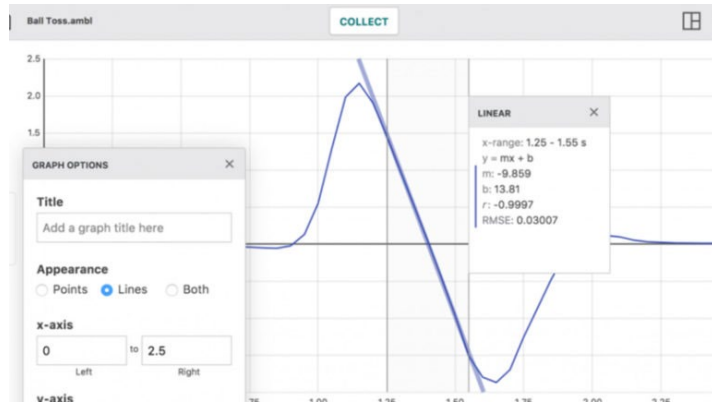 Ball Toss.ambl
COLLECT
2.5
2.0
1.5
LINEAR
x-range: 1.25 - 1.55 s
y = mx + b
m: -9.859
b: 13.81
r: -0.9997
RMSE: 0.03007
GRAPH OPTIONS
Title
Add a graph title here
Appearance
Points Lines Both
x-axis
0 to 2.5
Left Right
y-axis
.75 1.00 1.25 1.50 1.75 2.00 2.25